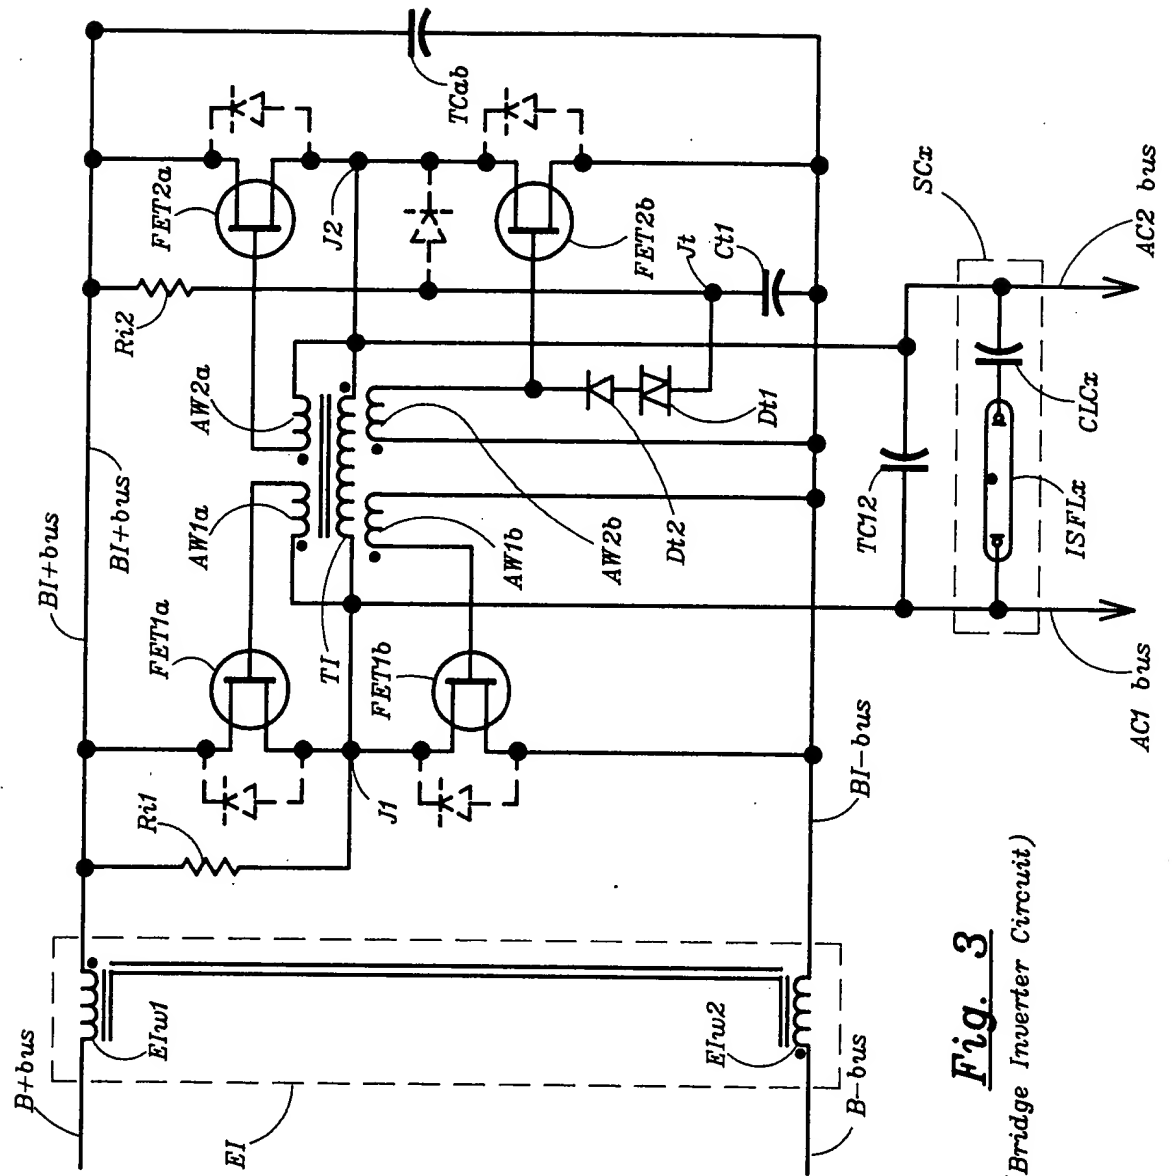 B+bus
EI
EIw1
EIw2
B-bus
Ri1
J1
BI-bus
BI+bus
BI+bus
FET1a
FET1b
TI
AW1a
AW2a
AW1b
AW2b
Dt2
Dt1
Ri2
FET2a
J2
FET2b
Jt
Ct1
TCab
TC12
SCx
CLCx
ISFLx
AC1 bus
AC2 bus
Fig. 3
Bridge Inverter Circuit)